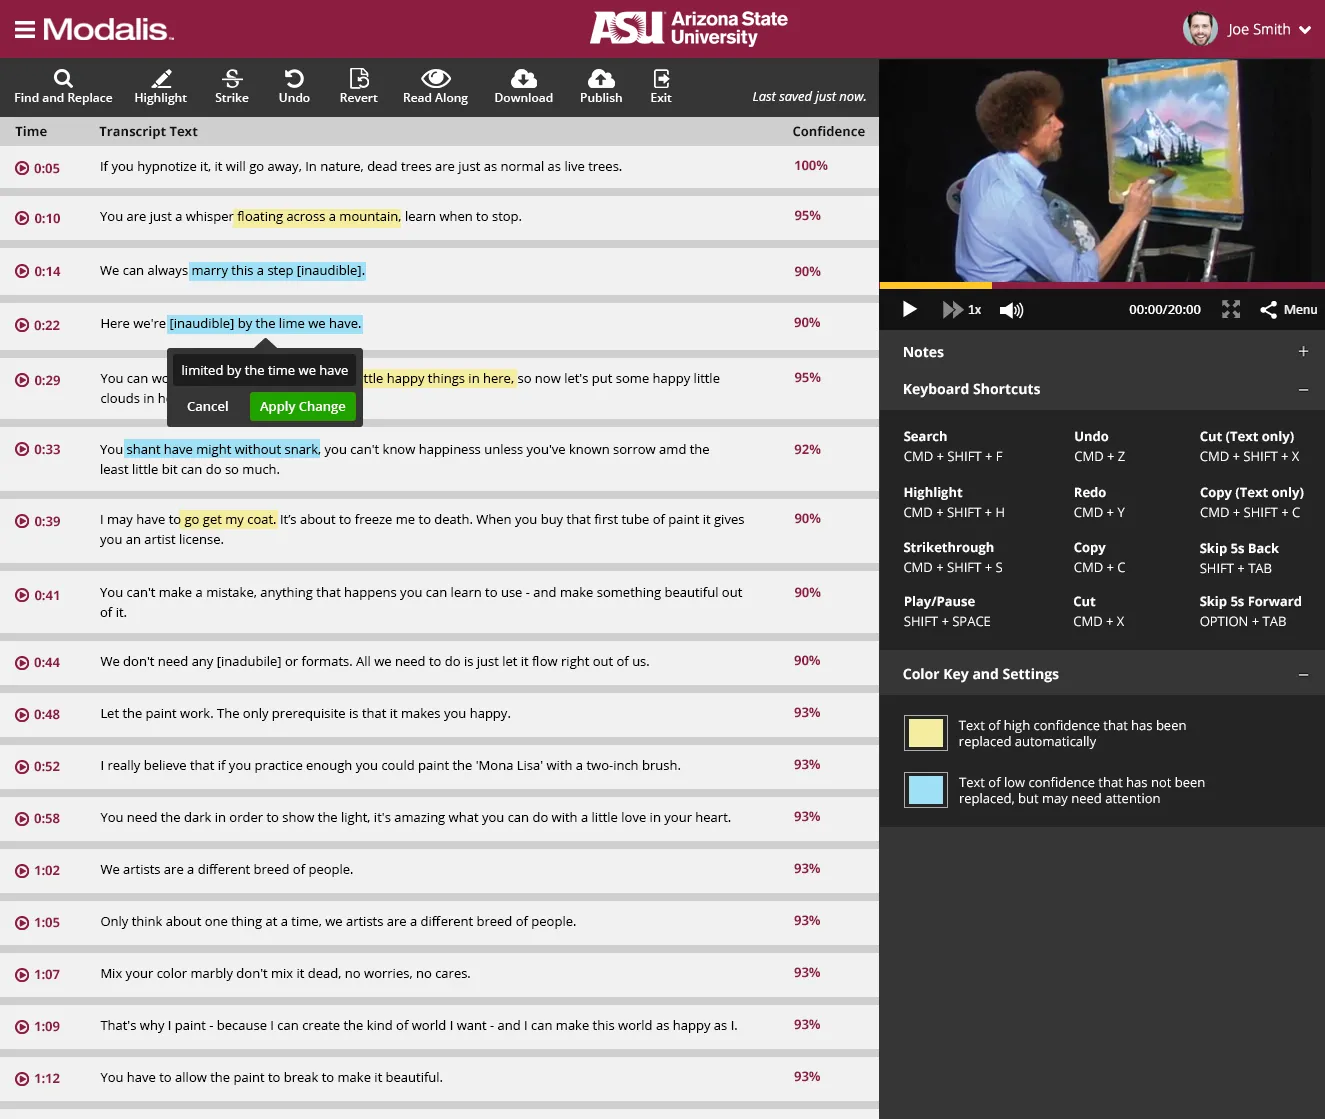 Modalis
ASU Arizona State University
Joe Smith
Find and Replace Highlight Strike Undo Revert Read Along Download Publish Exit Last saved just now.
Time Transcript Text Confidence
0:05 If you hypnotize it, it will go away, In nature, dead trees are just as normal as live trees. 100%
0:10 You are just a whisper floating across a mountain, learn when to stop. 95%
0:14 We can always marry this a step [inaudible]. 90%
0:22 Here we're [inaudible] by the lime we have. 90%
limited by the time we have
Cancel Apply Change
0:29 You can ttle happy things in here, so now let's put some happy little 95%
clouds in
0:33 You shant have might without snark, you can't know happiness unless you've known sorrow amd the 92%
least little bit can do so much.
0:39 I may have to go get my coat. It's about to freeze me to death. When you buy that first tube of paint it gives 90%
you an artist license.
0:41 You can't make a mistake, anything that happens you can learn to use - and make something beautiful out 90%
of it.
0:44 We don't need any [inadubile] or formats. All we need to do is just let it flow right out of us. 90%
0:48 Let the paint work. The only prerequisite is that it makes you happy. 93%
0:52 I really believe that if you practice enough you could paint the 'Mona Lisa' with a two-inch brush. 93%
0:58 You need the dark in order to show the light, it's amazing what you can do with a little love in your heart. 93%
1:02 We artists are a different breed of people. 93%
1:05 Only think about one thing at a time, we artists are a different breed of people. 93%
1:07 Mix your color marbly don't mix it dead, no worries, no cares. 93%
1:09 That's why I paint - because I can create the kind of world I want - and I can make this world as happy as I. 93%
1:12 You have to allow the paint to break to make it beautiful. 93%
1x 00:00/20:00 Menu
Notes +
Keyboard Shortcuts –
Search Undo Cut (Text only)
CMD + SHIFT + F CMD + Z CMD + SHIFT + X
Highlight Redo Copy (Text only)
CMD + SHIFT + H CMD + Y CMD + SHIFT + C
Strikethrough Copy Skip 5s Back
CMD + SHIFT + S CMD + C SHIFT + TAB
Play/Pause Cut Skip 5s Forward
SHIFT + SPACE CMD + X OPTION + TAB
Color Key and Settings –
Text of high confidence that has been
replaced automatically
Text of low confidence that has not been
replaced, but may need attention